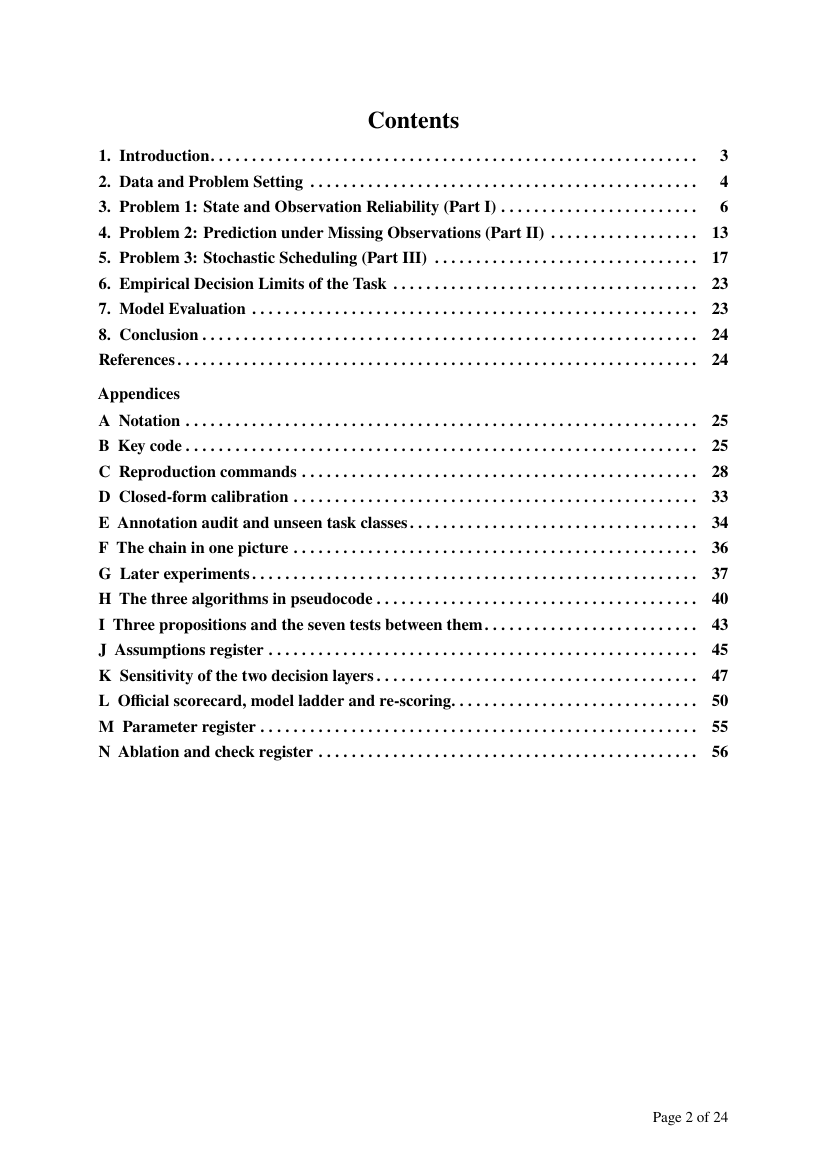 Contents
1. Introduction. . . . . . . . . . . . . . . . . . . . . . . . . . . . . . . . . . . . . . . . . . . . . . . . . . . . . . . . . . . 3
2. Data and Problem Setting . . . . . . . . . . . . . . . . . . . . . . . . . . . . . . . . . . . . . . . . . . . . . . . 4
3. Problem 1: State and Observation Reliability (Part I) . . . . . . . . . . . . . . . . . . . . . . . . 6
4. Problem 2: Prediction under Missing Observations (Part II) . . . . . . . . . . . . . . . . . . 13
5. Problem 3: Stochastic Scheduling (Part III) . . . . . . . . . . . . . . . . . . . . . . . . . . . . . . . . 17
6. Empirical Decision Limits of the Task . . . . . . . . . . . . . . . . . . . . . . . . . . . . . . . . . . . . . 23
7. Model Evaluation . . . . . . . . . . . . . . . . . . . . . . . . . . . . . . . . . . . . . . . . . . . . . . . . . . . . . . 23
8. Conclusion . . . . . . . . . . . . . . . . . . . . . . . . . . . . . . . . . . . . . . . . . . . . . . . . . . . . . . . . . . . . 24
References . . . . . . . . . . . . . . . . . . . . . . . . . . . . . . . . . . . . . . . . . . . . . . . . . . . . . . . . . . . . . . . 24
Appendices
A Notation . . . . . . . . . . . . . . . . . . . . . . . . . . . . . . . . . . . . . . . . . . . . . . . . . . . . . . . . . . . . . . 25
B Key code . . . . . . . . . . . . . . . . . . . . . . . . . . . . . . . . . . . . . . . . . . . . . . . . . . . . . . . . . . . . . . 25
C Reproduction commands . . . . . . . . . . . . . . . . . . . . . . . . . . . . . . . . . . . . . . . . . . . . . . . . 28
D Closed-form calibration . . . . . . . . . . . . . . . . . . . . . . . . . . . . . . . . . . . . . . . . . . . . . . . . . 33
E Annotation audit and unseen task classes . . . . . . . . . . . . . . . . . . . . . . . . . . . . . . . . . . . 34
F The chain in one picture . . . . . . . . . . . . . . . . . . . . . . . . . . . . . . . . . . . . . . . . . . . . . . . . . 36
G Later experiments . . . . . . . . . . . . . . . . . . . . . . . . . . . . . . . . . . . . . . . . . . . . . . . . . . . . . . 37
H The three algorithms in pseudocode . . . . . . . . . . . . . . . . . . . . . . . . . . . . . . . . . . . . . . . 40
I Three propositions and the seven tests between them . . . . . . . . . . . . . . . . . . . . . . . . . . 43
J Assumptions register . . . . . . . . . . . . . . . . . . . . . . . . . . . . . . . . . . . . . . . . . . . . . . . . . . . . 45
K Sensitivity of the two decision layers . . . . . . . . . . . . . . . . . . . . . . . . . . . . . . . . . . . . . . . 47
L Official scorecard, model ladder and re-scoring. . . . . . . . . . . . . . . . . . . . . . . . . . . . . . 50
M Parameter register . . . . . . . . . . . . . . . . . . . . . . . . . . . . . . . . . . . . . . . . . . . . . . . . . . . . . 55
N Ablation and check register . . . . . . . . . . . . . . . . . . . . . . . . . . . . . . . . . . . . . . . . . . . . . . 56
Page 2 of 24